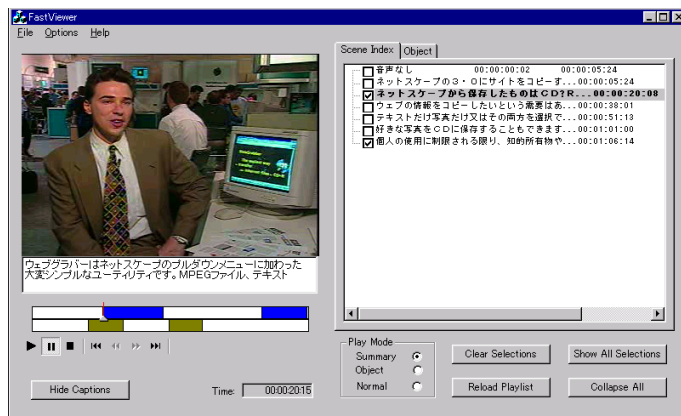 FastViewer
File Options Help
Scene Index Object
音声なし 00:00:00:02 00:00:05:24
ネットスケープの3・0にサイトをコピーす...00:00:05:24
ネットスケープから保存したものはCD?R...00:00:20:08
ウェブの情報をコピーしたいという需要はあ...00:00:38:01
テキストだけ写真だけ又はその両方を選択で...00:00:51:13
好きな写真をCDに保存することもできます...00:01:01:00
個人の使用に制限される限り、知的所有物や...00:01:06:14
ウェブグラバーはネットスケープのプルダウンメニューに加わった
大変シンプルなユーティリティです。MPEGファイル、テキスト
Play Mode
Summary
Object
Normal
Clear Selections
Show All Selections
Reload Playlist
Collapse All
Hide Captions
Time: 00:00:20:15